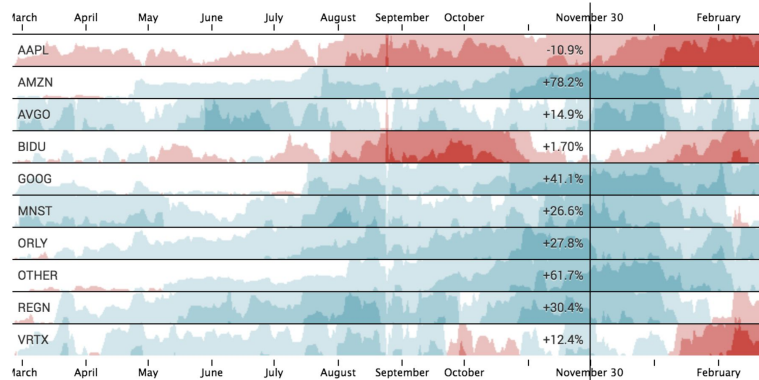 March April May June July August September October November 30 February
AAPL -10.9%
AMZN +78.2%
AVGO +14.9%
BIDU +1.70%
GOOG +41.1%
MNST +26.6%
ORLY +27.8%
OTHER +61.7%
REGN +30.4%
VRTX +12.4%
March April May June July August September October November 30 February